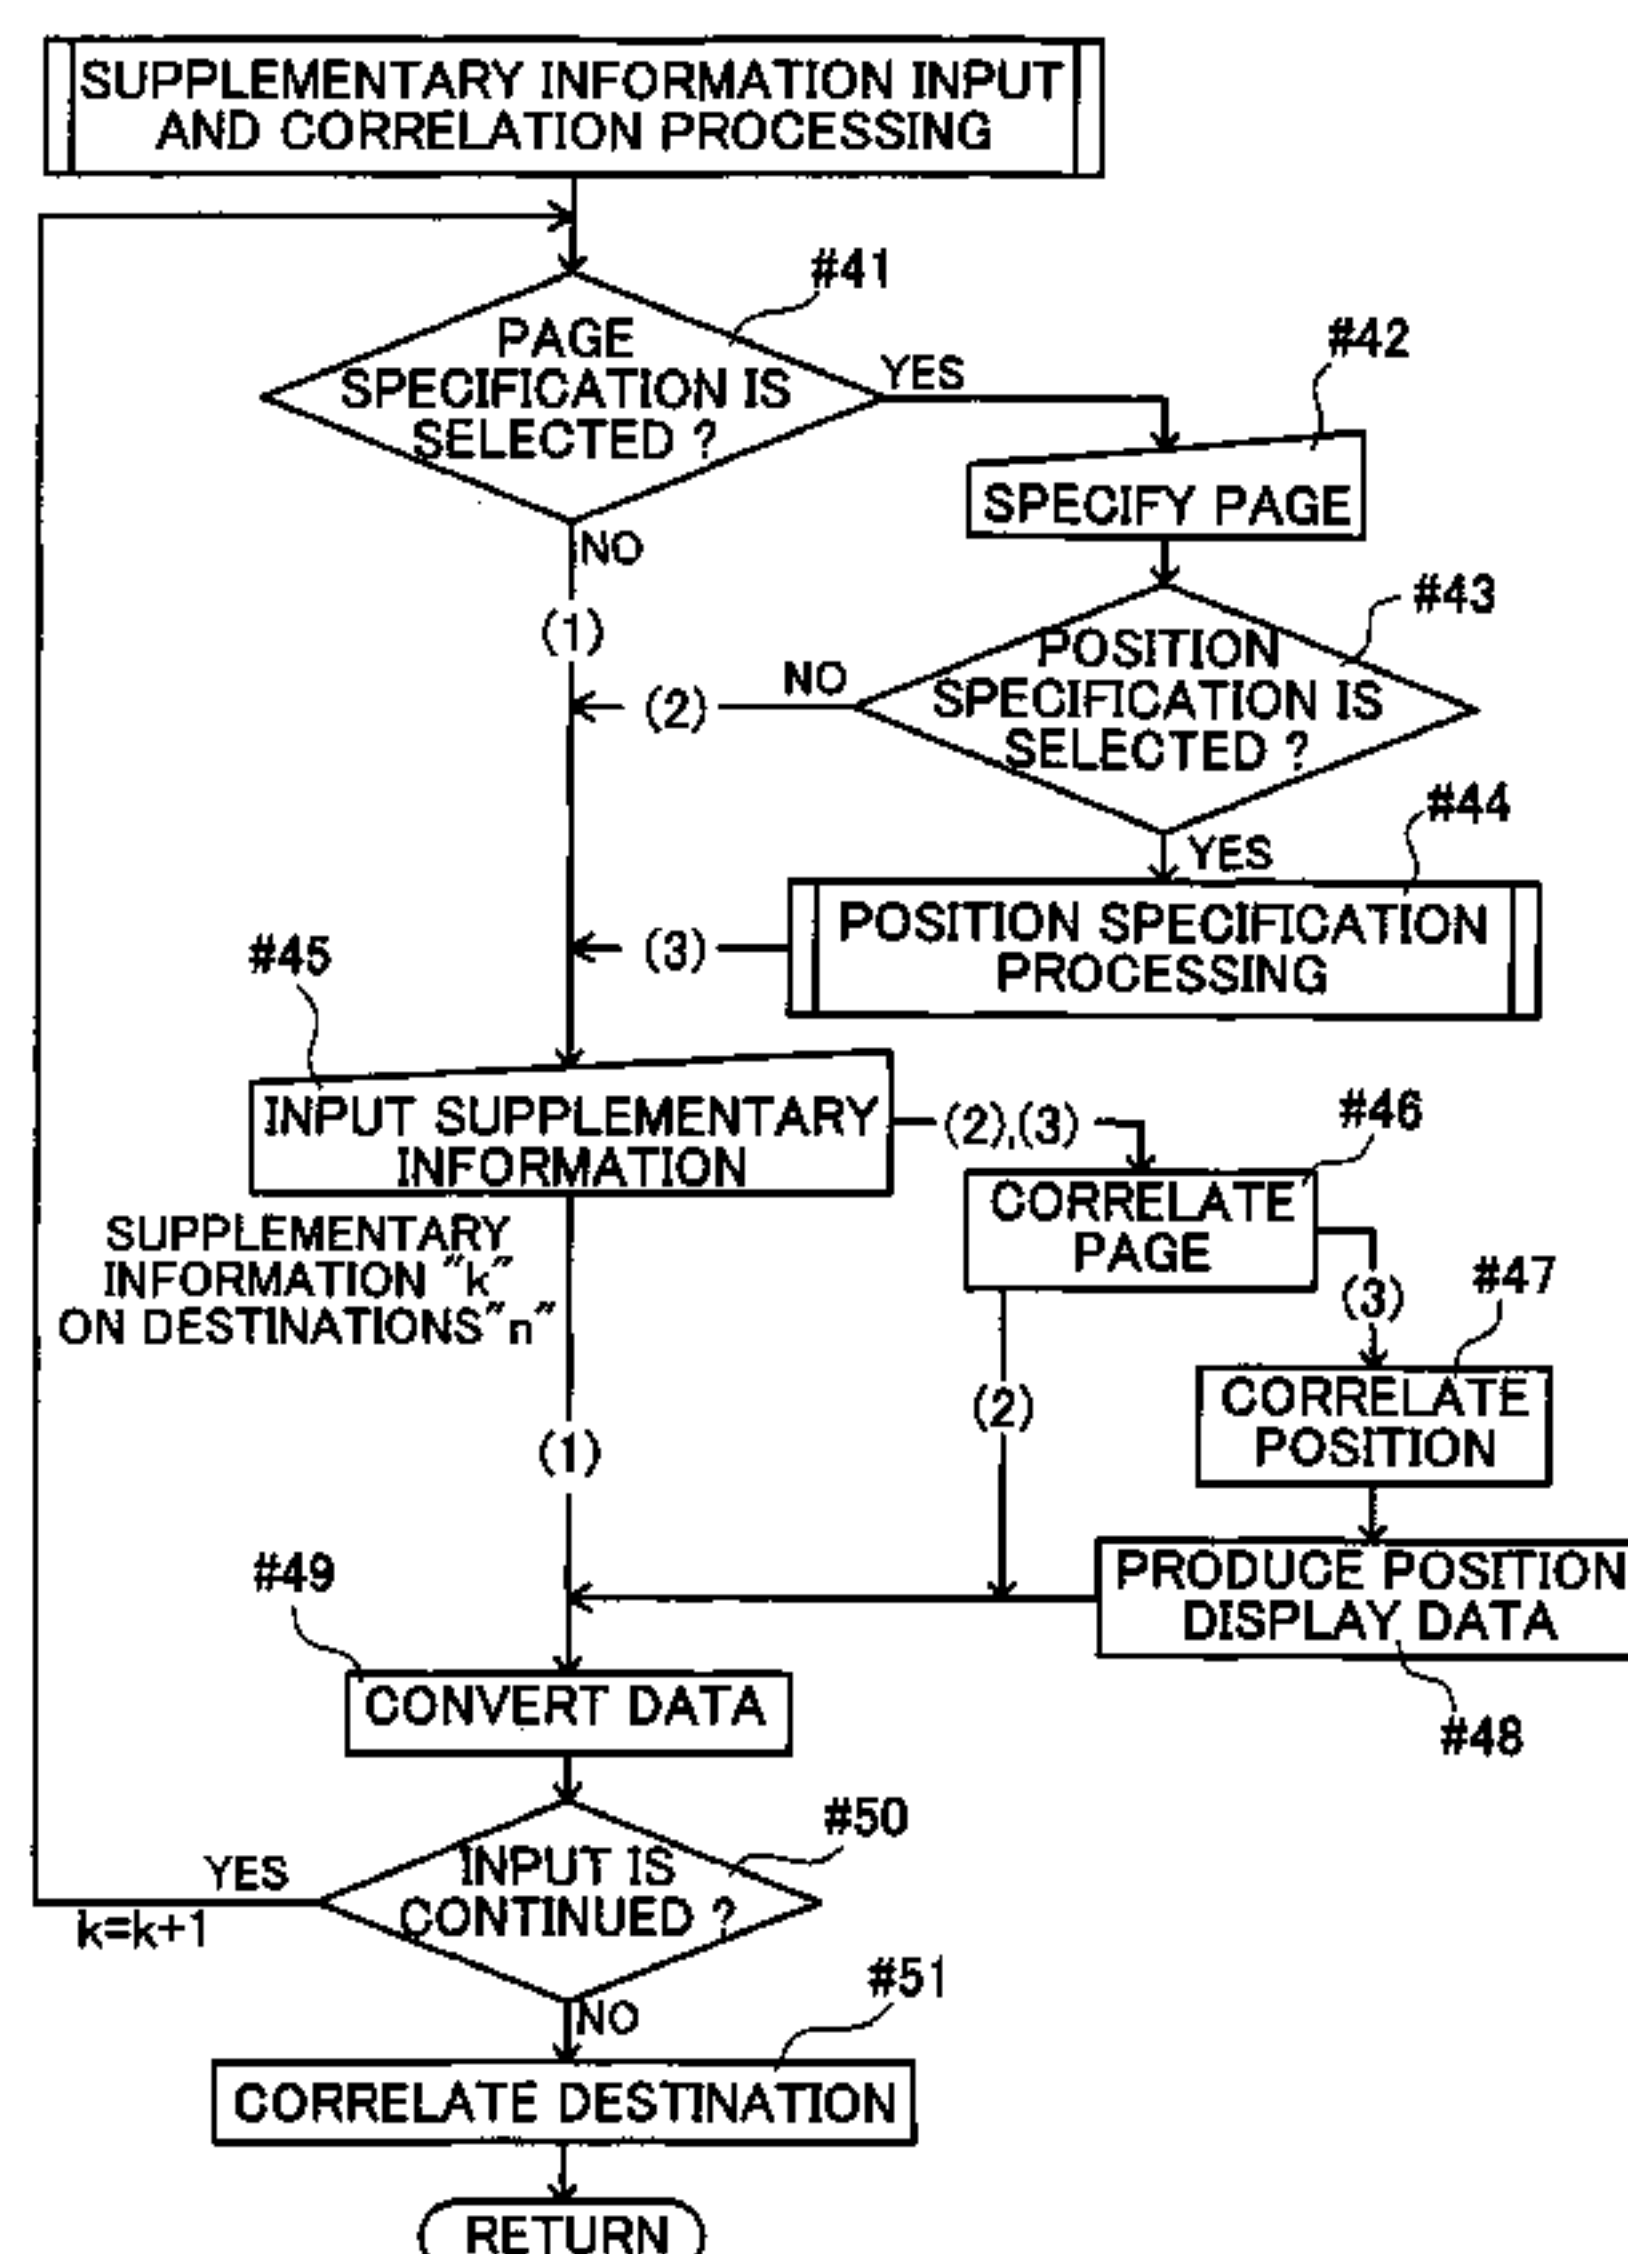 SUPPLEMENTARY INFORMATION INPUT
AND CORRELATION PROCESSING
#41
PAGE
SPECIFICATION IS
SELECTED ?
YES
#42
SPECIFY PAGE
NO
(1)
#43
POSITION
SPECIFICATION IS
SELECTED ?
NO
(2)
#44
YES
POSITION SPECIFICATION
PROCESSING
(3)
#45
INPUT SUPPLEMENTARY
INFORMATION
(2),(3)
#46
CORRELATE
PAGE
SUPPLEMENTARY
INFORMATION "k"
ON DESTINATIONS"n"
(3)
#47
CORRELATE
POSITION
(2)
(1)
PRODUCE POSITION
DISPLAY DATA
#48
#49
CONVERT DATA
#50
INPUT IS
CONTINUED ?
YES
k=k+1
NO
#51
CORRELATE DESTINATION
RETURN